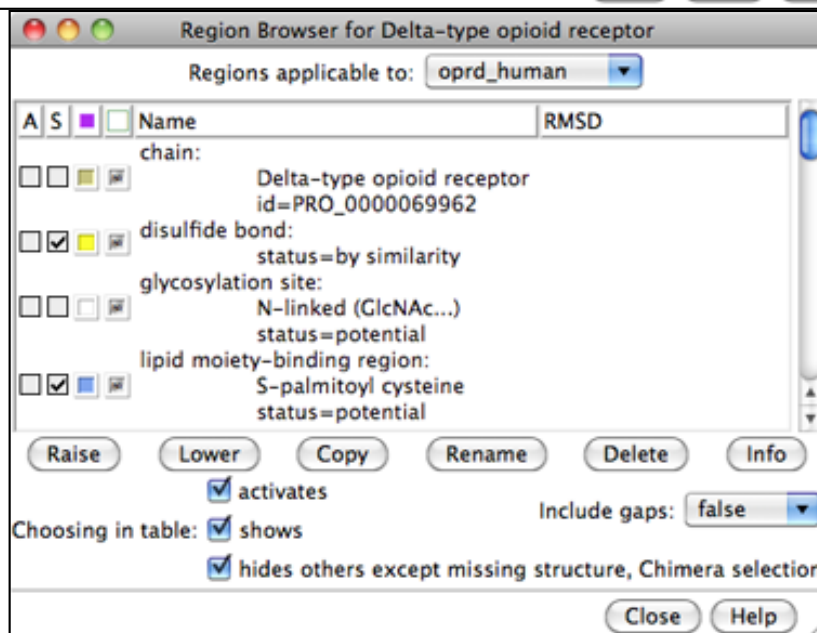 Region Browser for Delta-type opioid receptor
Regions applicable to: oprd_human
A S Name RMSD
chain:
Delta-type opioid receptor
id=PRO_0000069962
disulfide bond:
status=by similarity
glycosylation site:
N-linked (GlcNAc...)
status=potential
lipid moiety-binding region:
S-palmitoyl cysteine
status=potential
Raise Lower Copy Rename Delete Info
activates
Choosing in table: shows Include gaps: false
hides others except missing structure, Chimera selection
Close Help